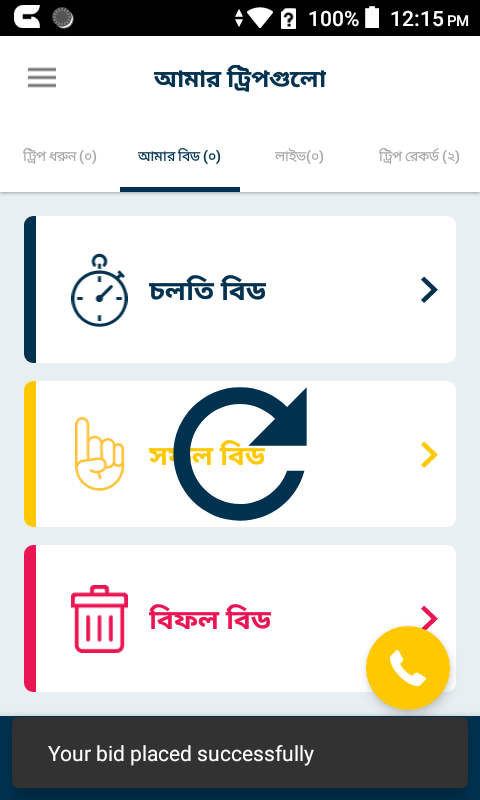 100% 12:15 PM
আমার ট্রিপগুলো
ট্রিপ ধরুন (০) আমার বিড (০) লাইভ(০) ট্রিপ রেকর্ড (২)
চলতি বিড
সফল বিড
বিফল বিড
Your bid placed successfully